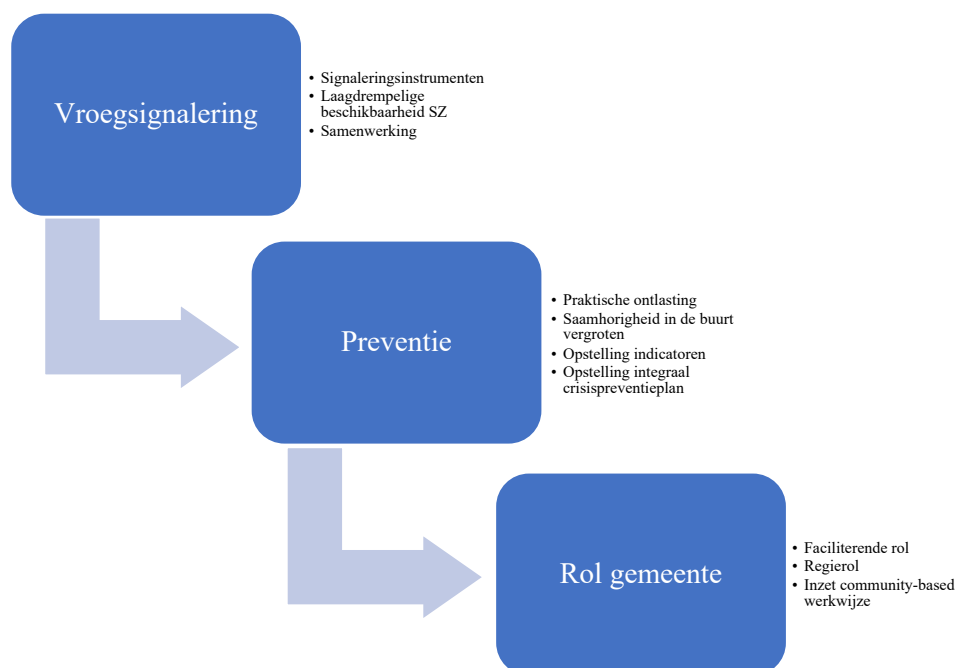 Vroegsignalering
• Signaleringsinstrumenten
• Laagdrempelige
beschikbaarheid SZ
• Samenwerking
Preventie
• Praktische ontlasting
• Saamhorigheid in de buurt
vergroten
• Opstelling indicatoren
• Opstelling integraal
crisispreventieplan
Rol gemeente
• Faciliterende rol
• Regierol
• Inzet community-based
werkwijze